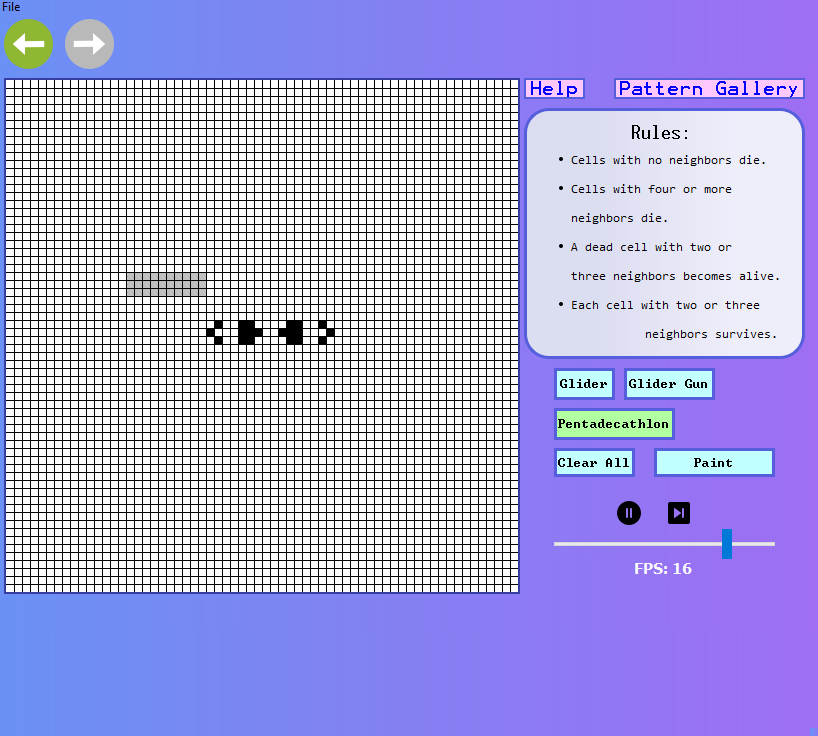 File
Help
Pattern Gallery
Rules:
• Cells with no neighbors die.
• Cells with four or more
neighbors die.
• A dead cell with two or
three neighbors becomes alive.
• Each cell with two or three
neighbors survives.
Glider
Glider Gun
Pentadecathlon
Clear All
Paint
FPS: 16